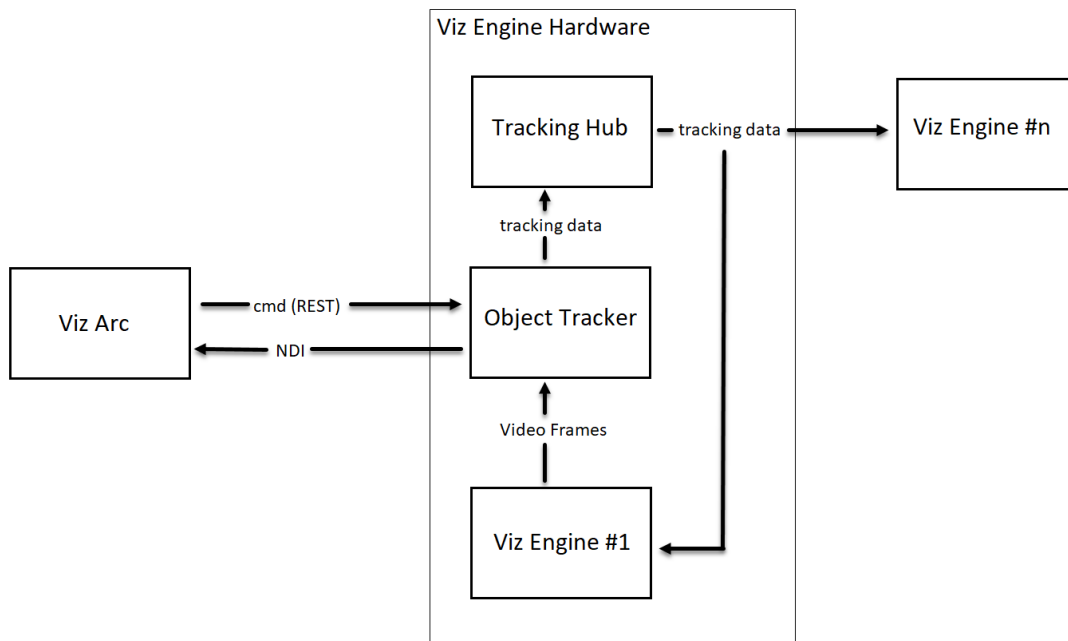 Viz Engine Hardware
Tracking Hub
tracking data
Viz Engine #n
tracking data
Viz Arc
cmd (REST)
NDI
Object Tracker
Video Frames
Viz Engine #1